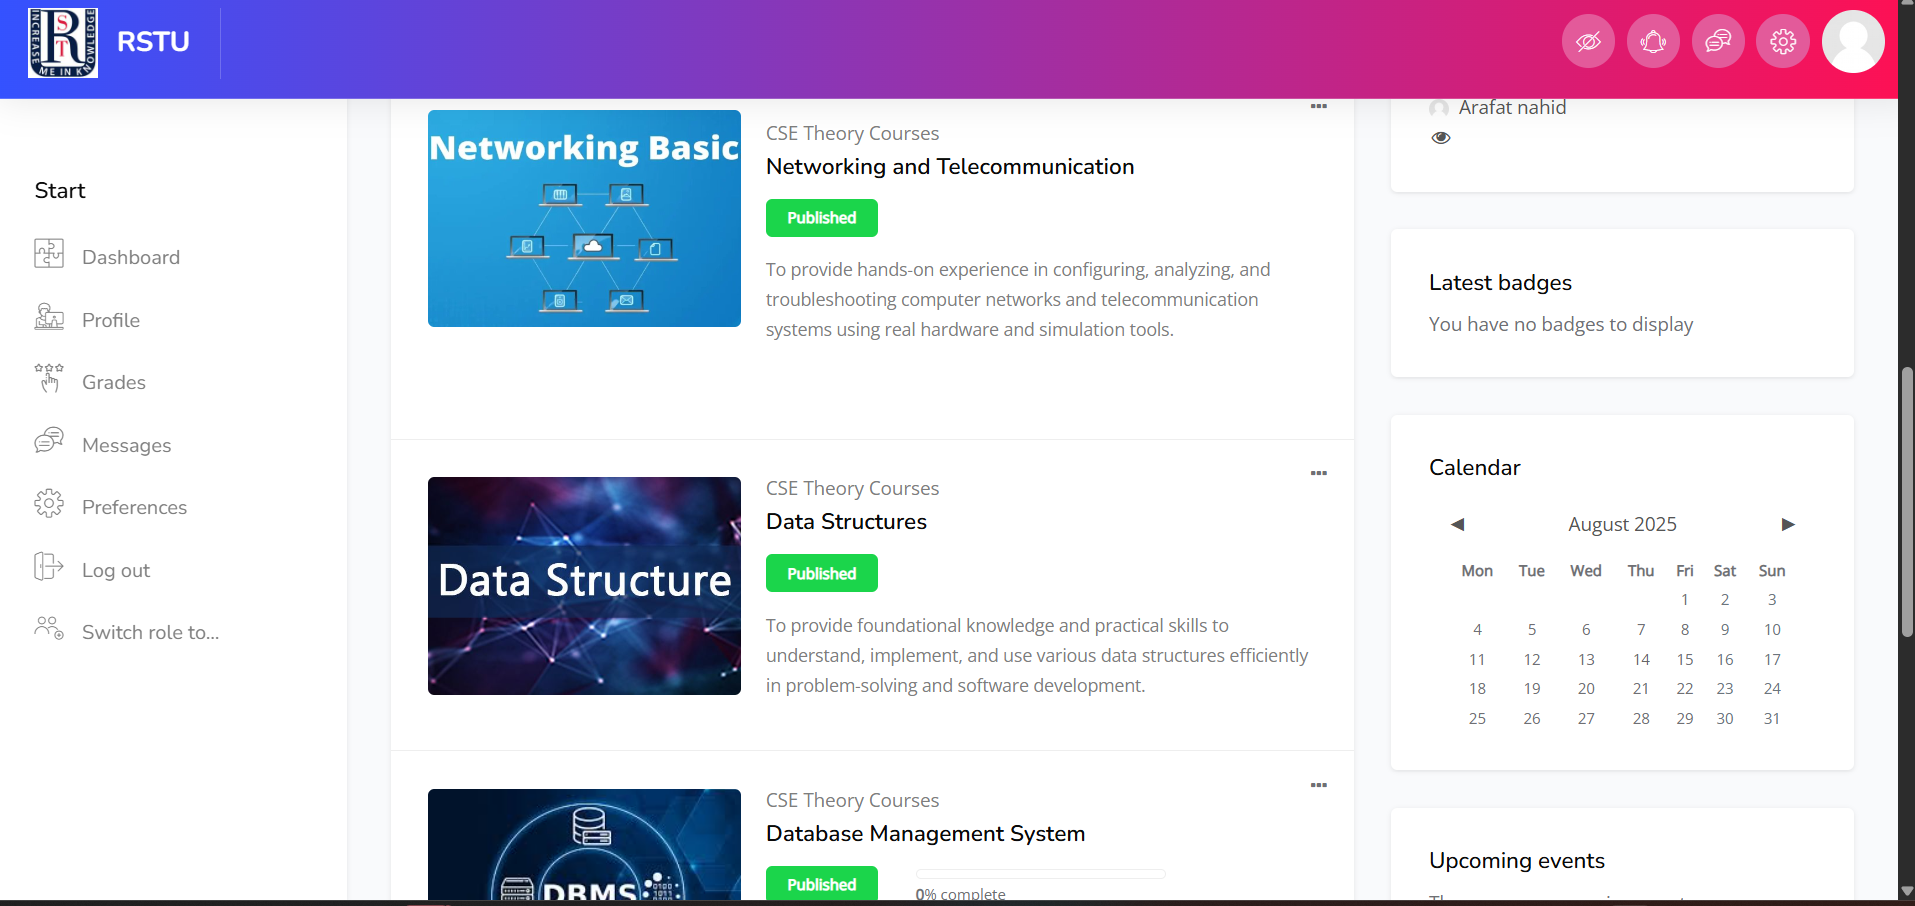 INCREASE ME IN KNOWLEDGE
R S T
RSTU
Start
Dashboard
Profile
Grades
Messages
Preferences
Log out
Switch role to...
Networking Basic
CSE Theory Courses
Networking and Telecommunication
Published
To provide hands-on experience in configuring, analyzing, and
troubleshooting computer networks and telecommunication
systems using real hardware and simulation tools.
Data Structure
CSE Theory Courses
Data Structures
Published
To provide foundational knowledge and practical skills to
understand, implement, and use various data structures efficiently
in problem-solving and software development.
DBMS
CSE Theory Courses
Database Management System
Published
0% complete
Arafat nahid
Latest badges
You have no badges to display
Calendar
◀ August 2025 ▶
Mon Tue Wed Thu Fri Sat Sun
1 2 3
4 5 6 7 8 9 10
11 12 13 14 15 16 17
18 19 20 21 22 23 24
25 26 27 28 29 30 31
Upcoming events